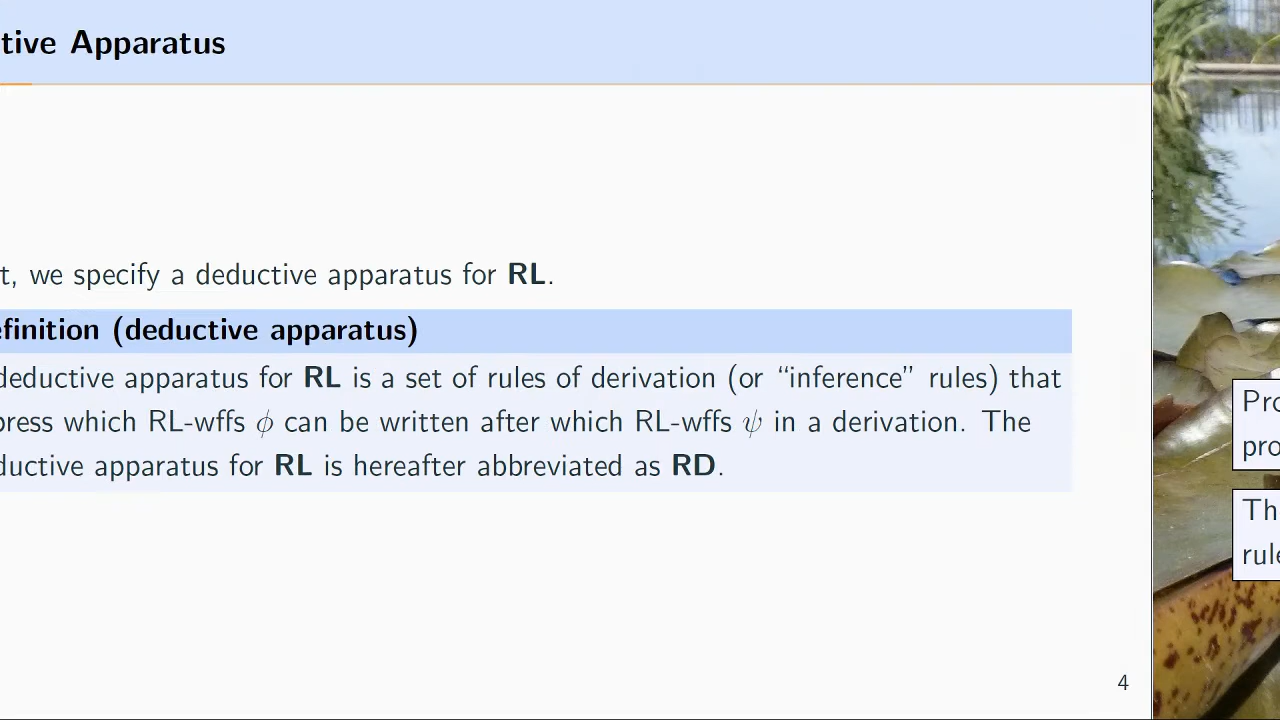 tive Apparatus
t, we specify a deductive apparatus for RL.
efinition (deductive apparatus)
deductive apparatus for RL is a set of rules of derivation (or “inference” rules) that
press which RL-wffs ϕ can be written after which RL-wffs ψ in a derivation. The
ductive apparatus for RL is hereafter abbreviated as RD.
4
Pro
pro
Th
rule